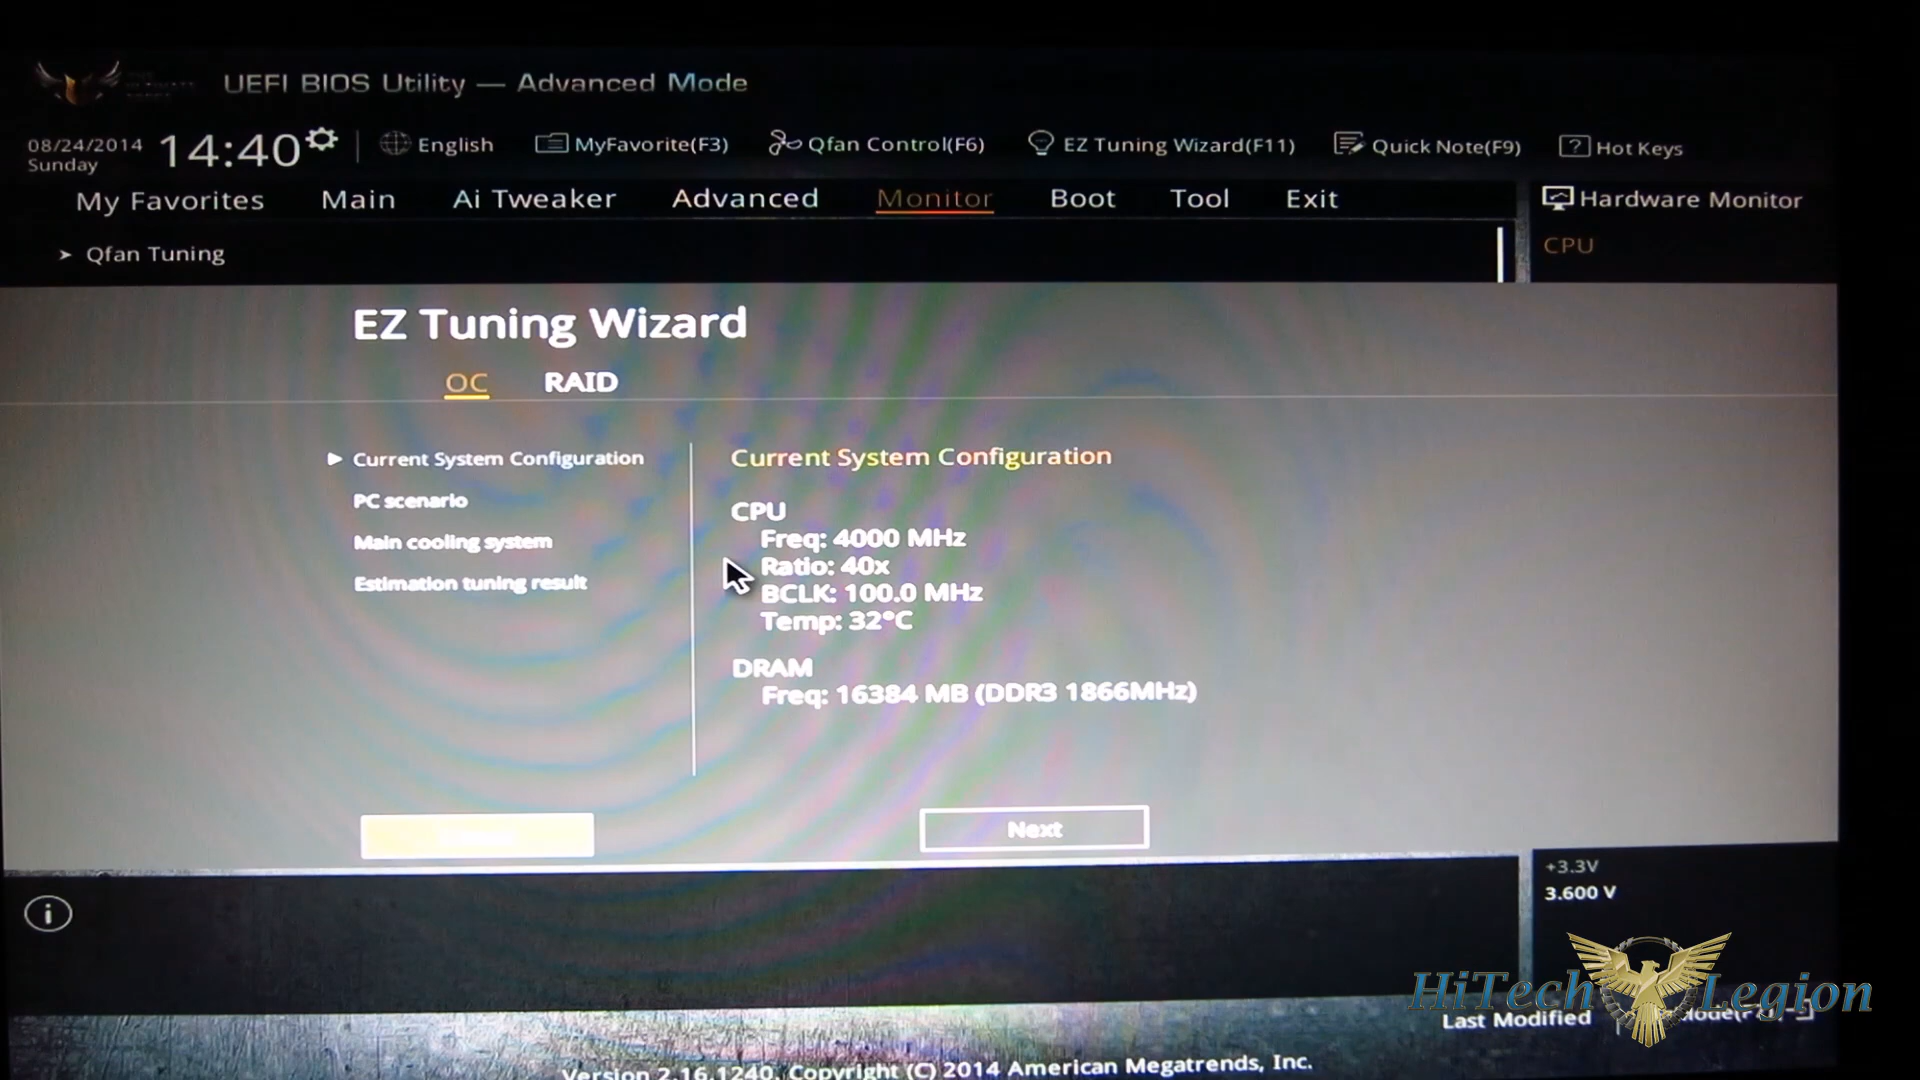 UEFI BIOS Utility — Advanced Mode
08/24/2014
Sunday
14:40
English
MyFavorite(F3)
Qfan Control(F6)
EZ Tuning Wizard(F11)
Quick Note(F9)
? Hot Keys
My Favorites
Main
Ai Tweaker
Advanced
Monitor
Boot
Tool
Exit
Hardware Monitor
Qfan Tuning
CPU
EZ Tuning Wizard
OC
RAID
Current System Configuration
PC scenario
Main cooling system
Estimation tuning result
Current System Configuration
CPU
Freq: 4000 MHz
Ratio: 40x
BCLK: 100.0 MHz
Temp: 32°C
DRAM
Freq: 16384 MB (DDR3 1866MHz)
Next
+3.3V
3.600 V
i
HiTech Legion
Last Modified
Version 2.16.1240. Copyright (C) 2014 American Megatrends, Inc.